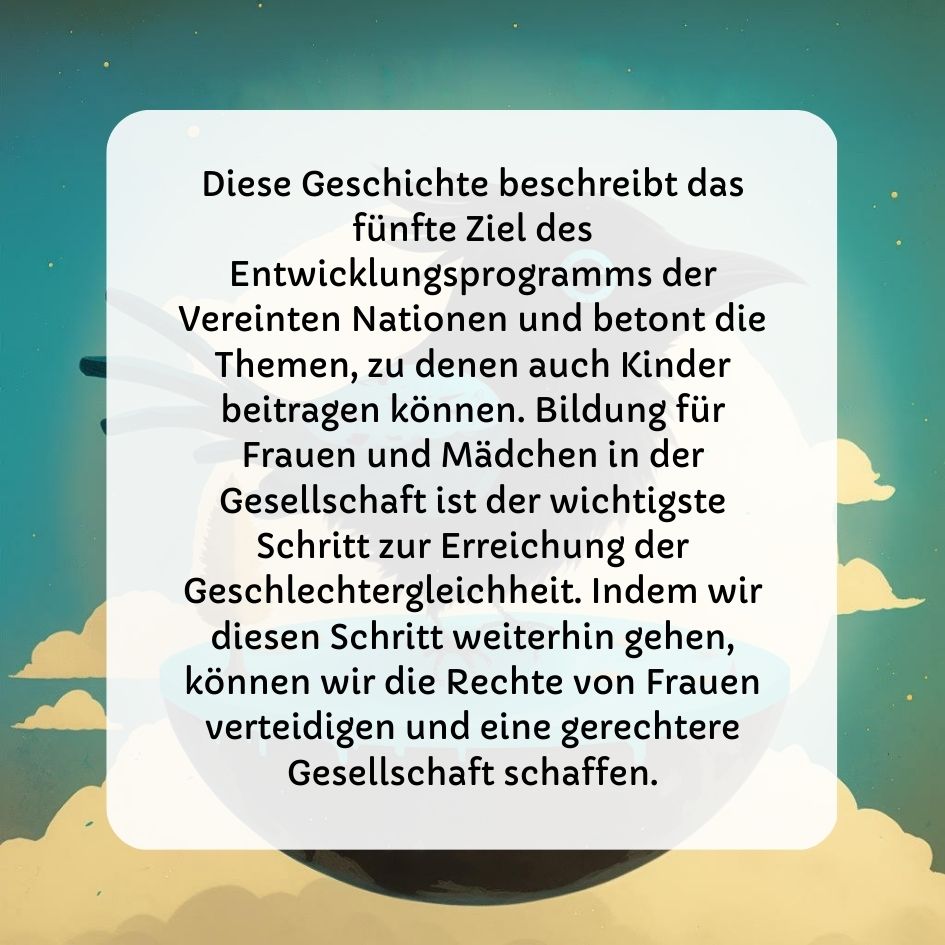 Diese Geschichte beschreibt das
fünfte Ziel des
Entwicklungsprogramms der
Vereinten Nationen und betont die
Themen, zu denen auch Kinder
beitragen können. Bildung für
Frauen und Mädchen in der
Gesellschaft ist der wichtigste
Schritt zur Erreichung der
Geschlechtergleichheit. Indem wir
diesen Schritt weiterhin gehen,
können wir die Rechte von Frauen
verteidigen und eine gerechtere
Gesellschaft schaffen.